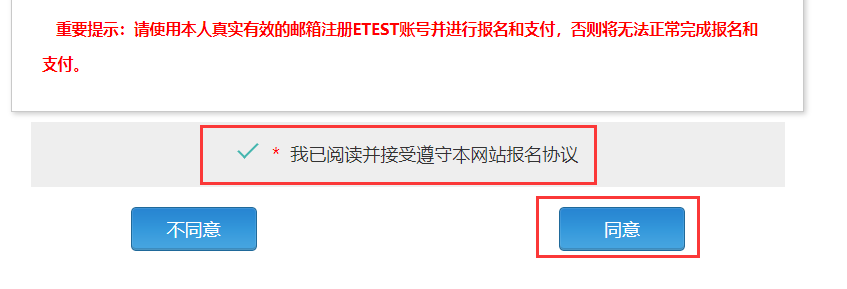 重要提示：请使用本人真实有效的邮箱注册ETEST账号并进行报名和支付，否则将无法正常完成报名和
支付。
* 我已阅读并接受遵守本网站报名协议
不同意 同意